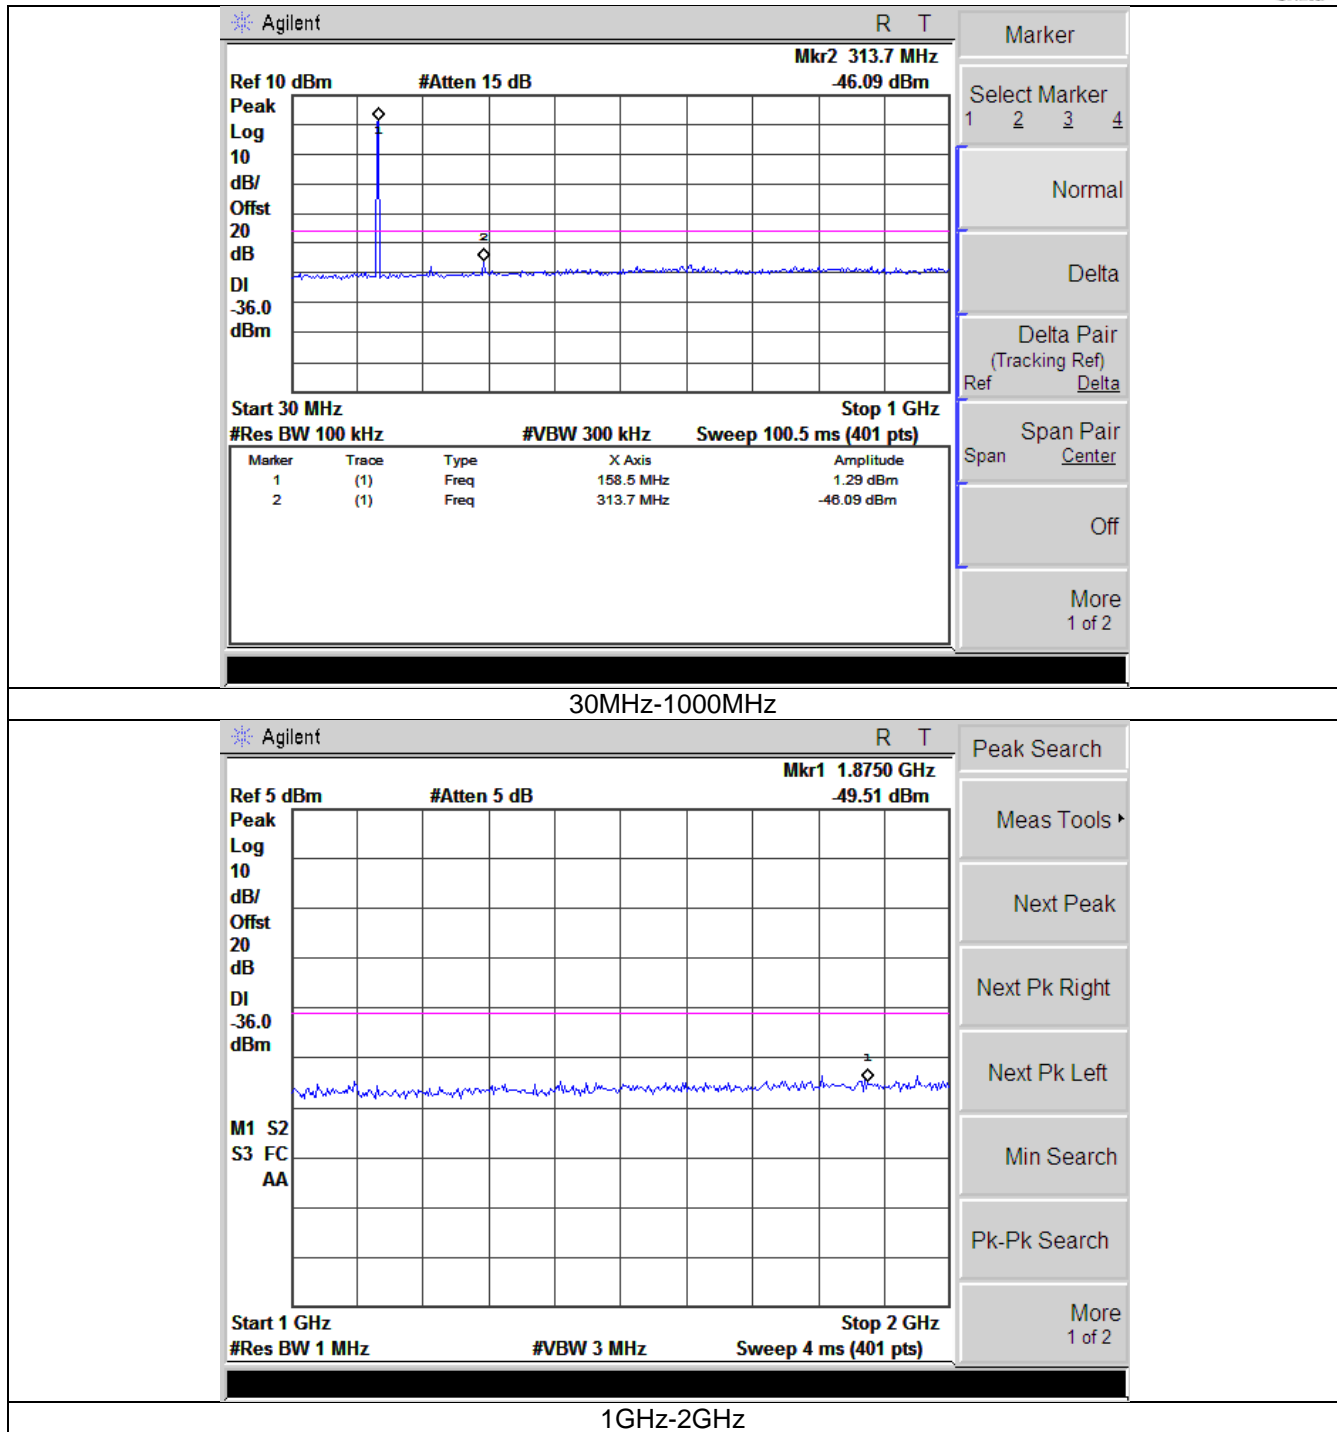 Agilent R T
Marker
Mkr2 313.7 MHz
Ref 10 dBm #Atten 15 dB -46.09 dBm
Peak
Log
10
dB/
Offst
20
dB
DI
-36.0
dBm
1
2
Start 30 MHz Stop 1 GHz
#Res BW 100 kHz #VBW 300 kHz Sweep 100.5 ms (401 pts)
Marker Trace Type X Axis Amplitude
1 (1) Freq 158.5 MHz 1.29 dBm
2 (1) Freq 313.7 MHz -46.09 dBm
Select Marker
1 2 3 4
Normal
Delta
Delta Pair
(Tracking Ref)
Ref Delta
Span Pair
Span Center
Off
More
1 of 2
30MHz-1000MHz
Agilent R T
Peak Search
Mkr1 1.8750 GHz
Ref 5 dBm #Atten 5 dB -49.51 dBm
Peak
Log
10
dB/
Offst
20
dB
DI
-36.0
dBm
1
M1 S2
S3 FC
AA
Start 1 GHz Stop 2 GHz
#Res BW 1 MHz #VBW 3 MHz Sweep 4 ms (401 pts)
Meas Tools
Next Peak
Next Pk Right
Next Pk Left
Min Search
Pk-Pk Search
More
1 of 2
1GHz-2GHz